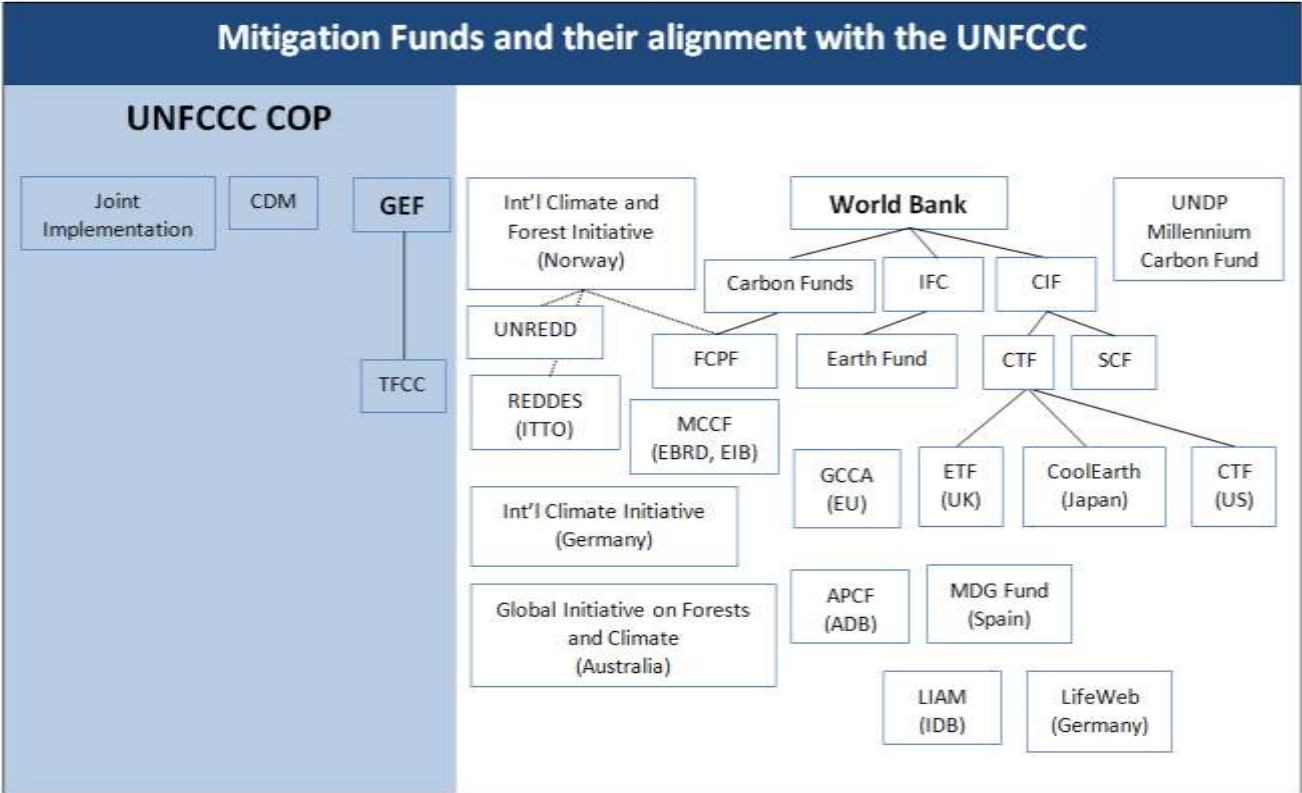 Mitigation Funds and their alignment with the UNFCCC
UNFCCC COP
Joint
Implementation
CDM
GEF
TFCC
Int'l Climate and
Forest Initiative
(Norway)
World Bank
UNDP
Millennium
Carbon Fund
Carbon Funds
IFC
CIF
UNREDD
FCPF
Earth Fund
CTF
SCF
REDDES
(ITTO)
MCCF
(EBRD, EIB)
GCCA
(EU)
ETF
(UK)
CoolEarth
(Japan)
CTF
(US)
Int'l Climate Initiative
(Germany)
Global Initiative on Forests
and Climate
(Australia)
APCF
(ADB)
MDG Fund
(Spain)
LIAM
(IDB)
LifeWeb
(Germany)